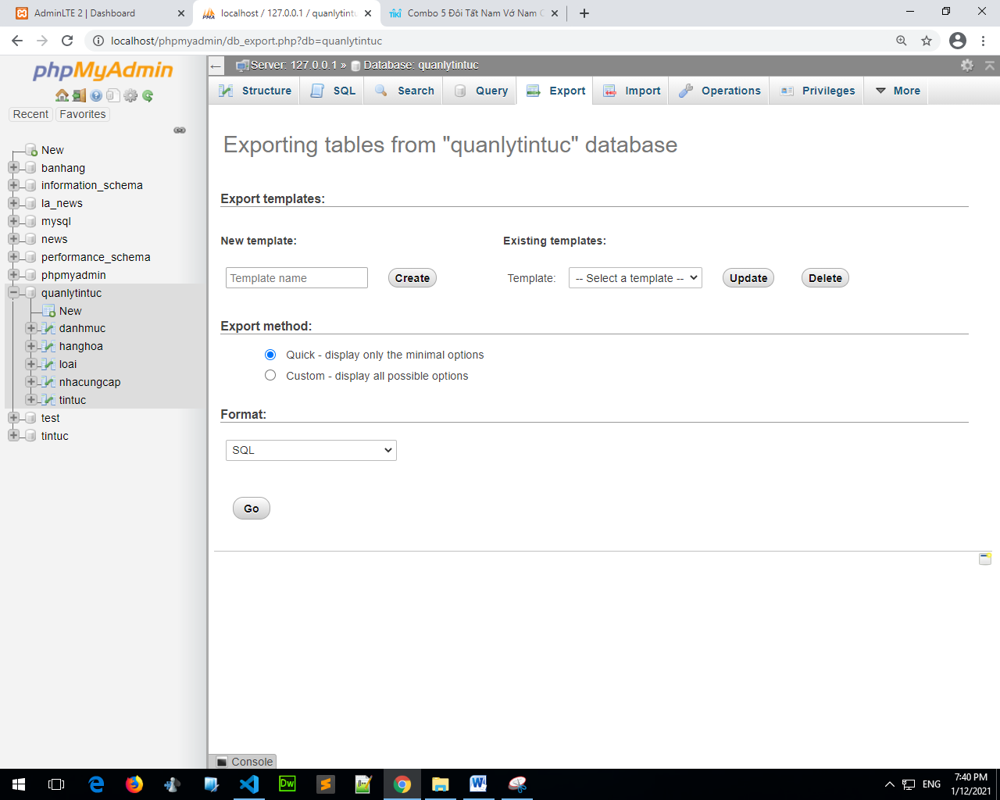 AdminLTE 2 | Dashboard
localhost / 127.0.0.1 / quanlytintu
Combo 5 Đôi Tất Nam Vớ Nam
localhost/phpmyadmin/db_export.php?db=quanlytintuc
phpMyAdmin
Recent Favorites
New
banhang
information_schema
la_news
mysql
news
performance_schema
phpmyadmin
quanlytintuc
New
danhmuc
hanghoa
loai
nhacungcap
tintuc
test
tintuc
Server: 127.0.0.1 » Database: quanlytintuc
Structure SQL Search Query Export Import Operations Privileges More
Exporting tables from "quanlytintuc" database
Export templates:
New template: Existing templates:
Template name Create Template: -- Select a template -- Update Delete
Export method:
Quick - display only the minimal options
Custom - display all possible options
Format:
SQL
Go
Console
ENG
7:40 PM
1/12/2021